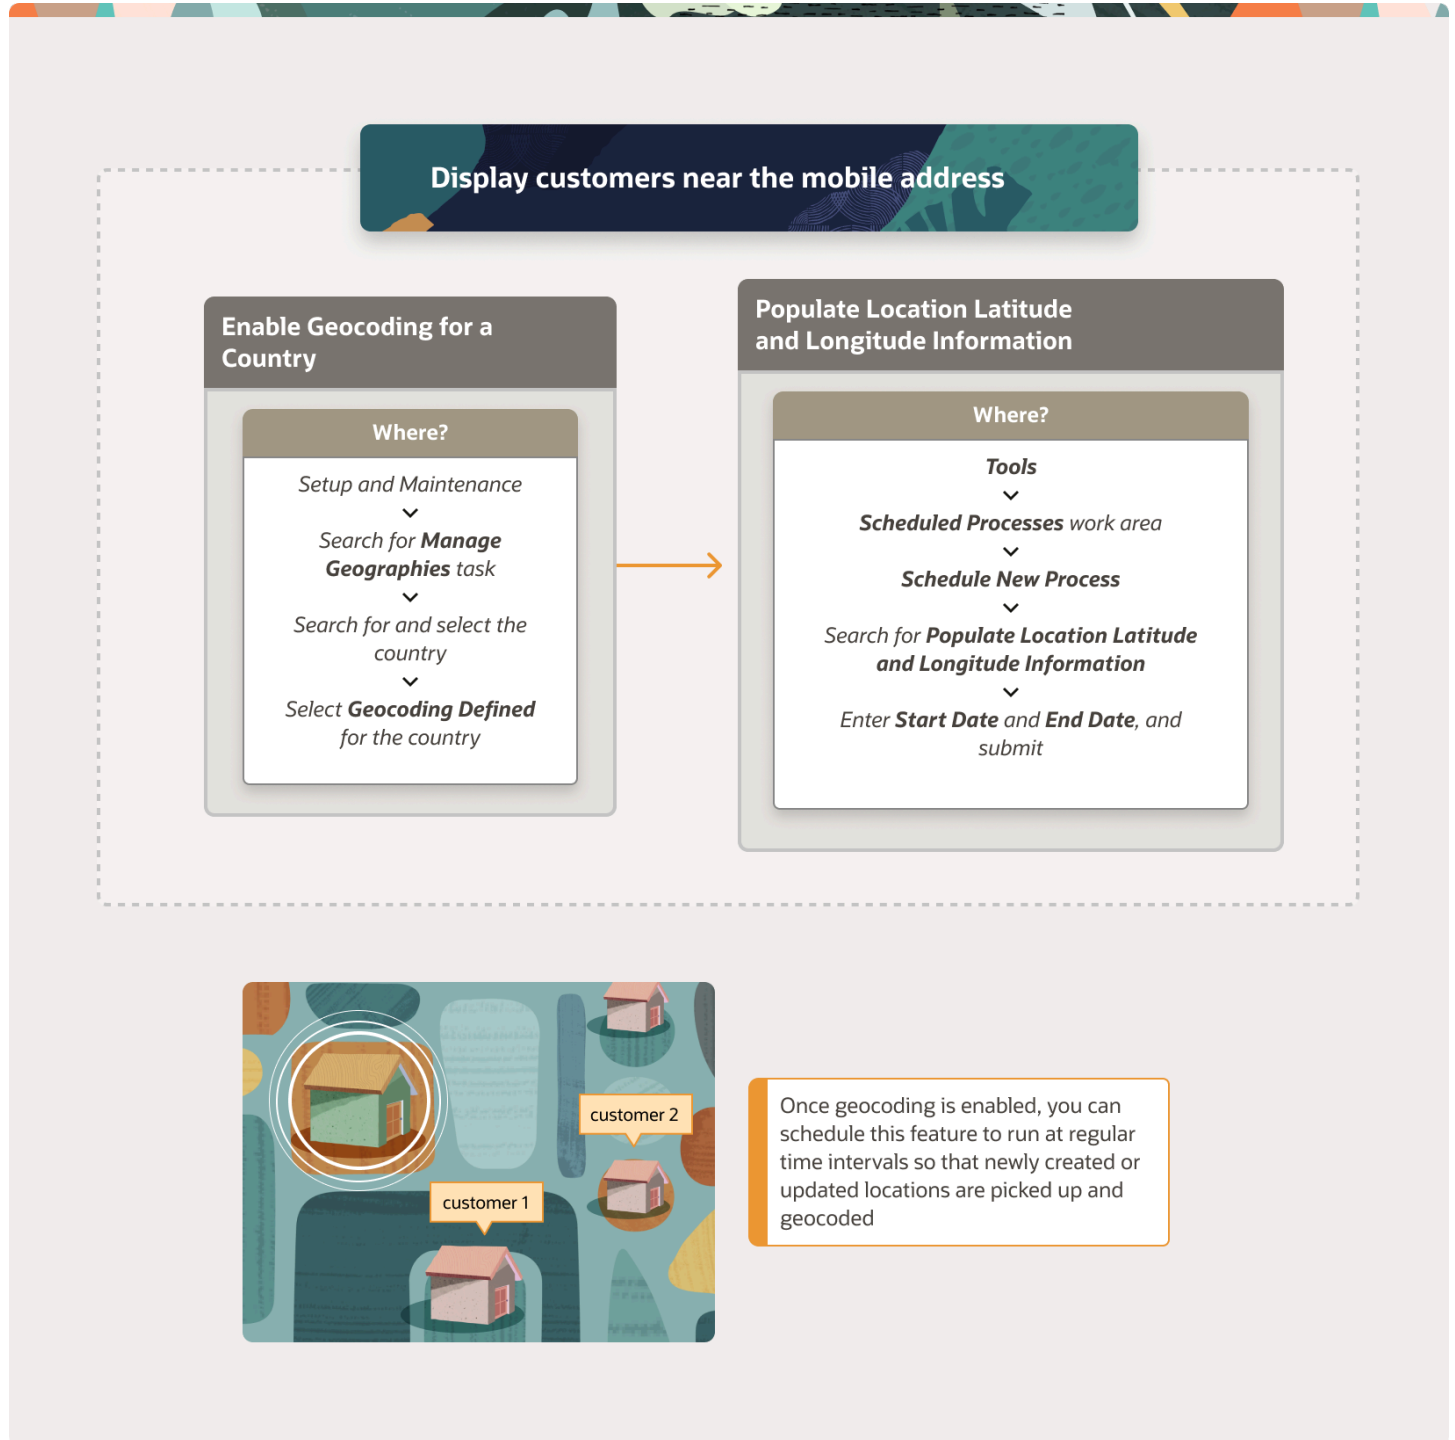 Display customers near the mobile address
Enable Geocoding for a
Country
Where?
Setup and Maintenance
Search for Manage
Geographies task
Search for and select the
country
Select Geocoding Defined
for the country
Populate Location Latitude
and Longitude Information
Where?
Tools
Scheduled Processes work area
Schedule New Process
Search for Populate Location Latitude
and Longitude Information
Enter Start Date and End Date, and
submit
customer 2
customer 1
Once geocoding is enabled, you can
schedule this feature to run at regular
time intervals so that newly created or
updated locations are picked up and
geocoded